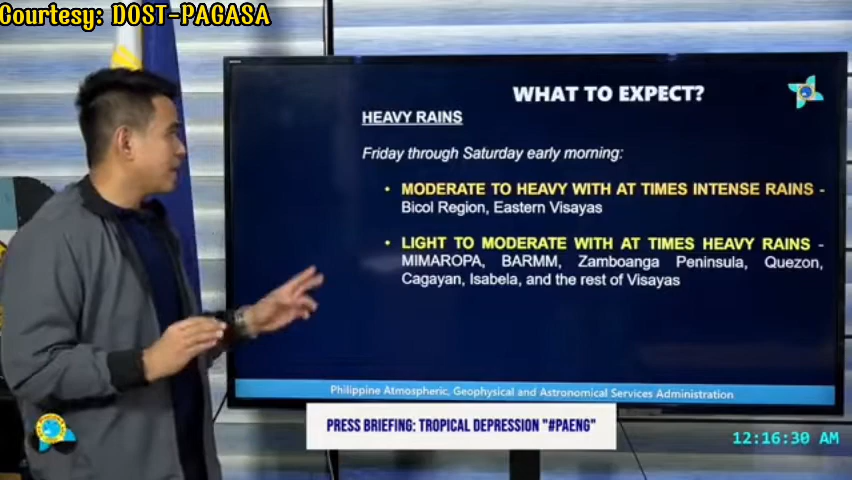 Courtesy: DOST-PAGASA
WHAT TO EXPECT?
HEAVY RAINS
Friday through Saturday early morning:
• MODERATE TO HEAVY WITH AT TIMES INTENSE RAINS -
Bicol Region, Eastern Visayas
• LIGHT TO MODERATE WITH AT TIMES HEAVY RAINS -
MIMAROPA, BARMM, Zamboanga Peninsula, Quezon,
Cagayan, Isabela, and the rest of Visayas
Philippine Atmospheric, Geophysical and Astronomical Services Administration
PRESS BRIEFING: TROPICAL DEPRESSION "#PAENG"
12:16:30 AM